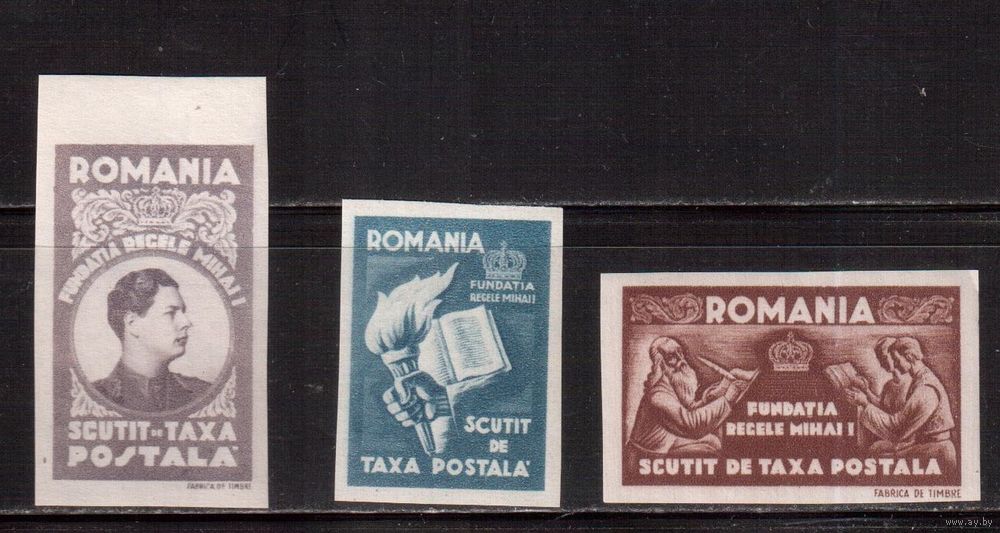 ROMANIA
FUNDATIA REGELE MIHAI I
SCUTIT DE TAXA
POSTALA
FABRICA DE TIMBRE
ROMANIA
FUNDATIA
REGELE MIHAI I
SCUTIT
DE
TAXA POSTALA
ROMANIA
FUNDATIA
REGELE MIHAI I
SCUTIT DE TAXA POSTALA
FABRICA DE TIMBRE
www.ay.by